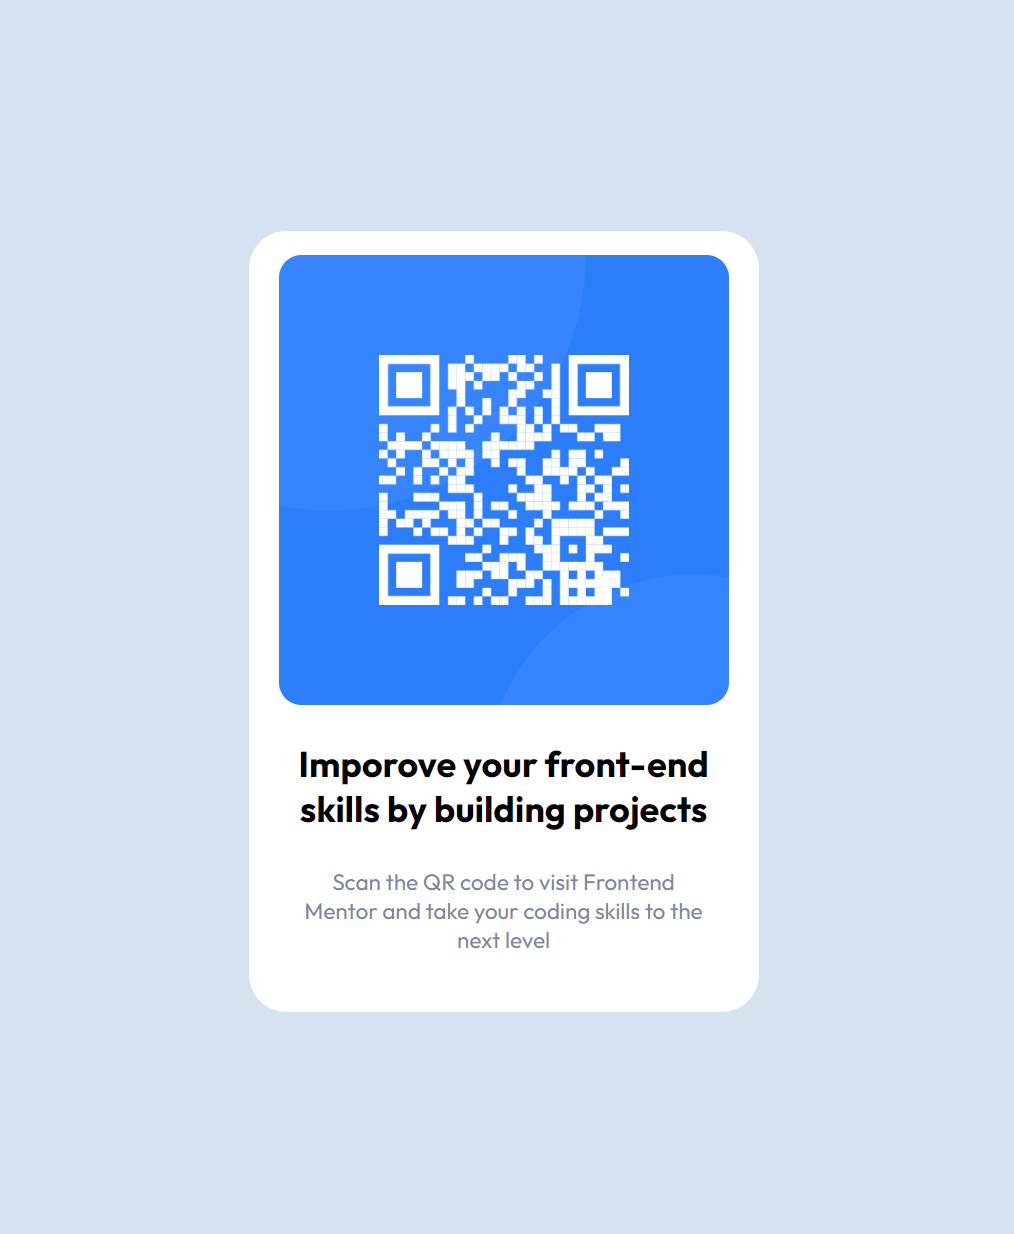 Imporove your front-end
skills by building projects
Scan the QR code to visit Frontend
Mentor and take your coding skills to the
next level